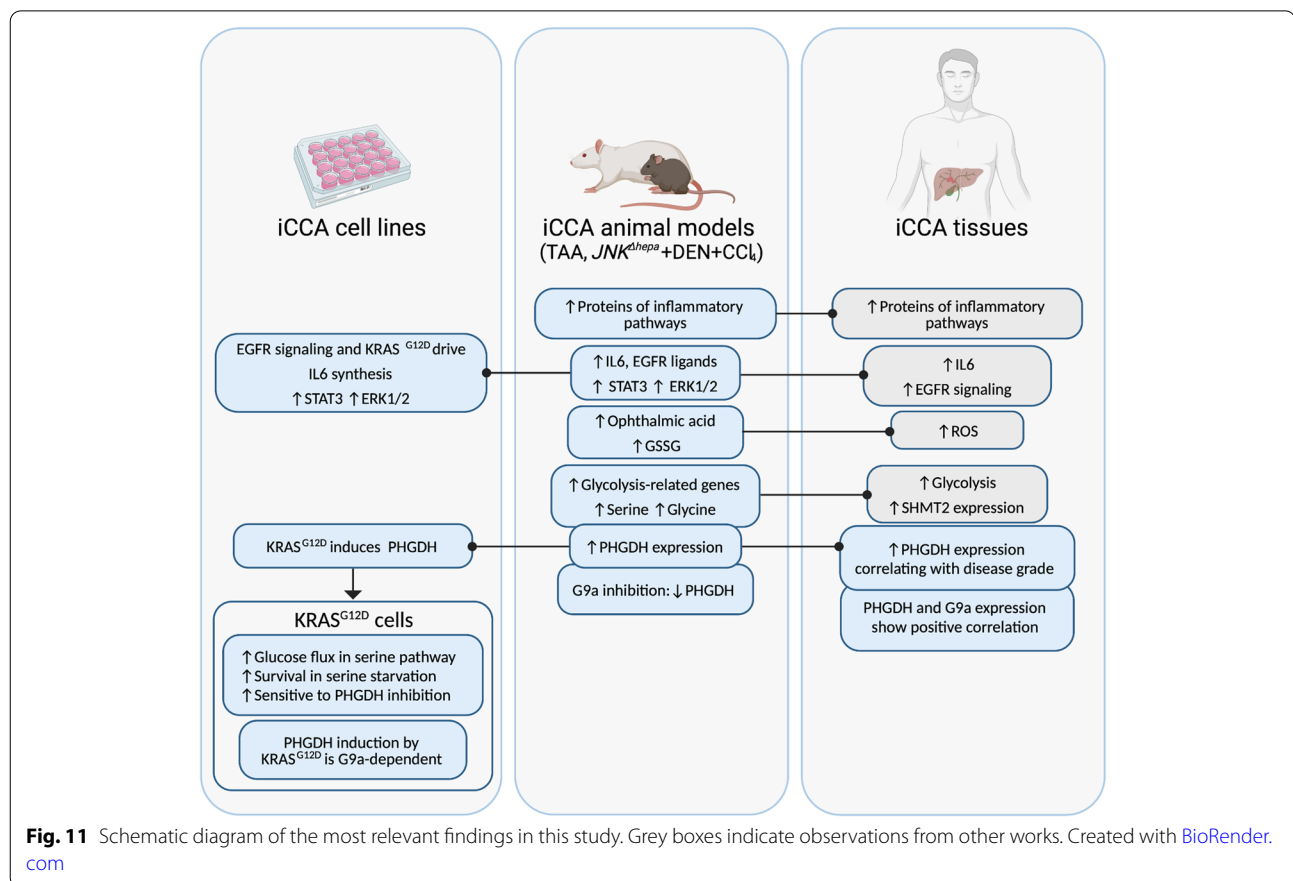 iCCA cell lines
EGFR signaling and KRAS G12D drive
IL6 synthesis
↑STAT3 ↑ERK1/2
KRASG12D induces PHGDH
KRASG12D cells
↑Glucose flux in serine pathway
↑Survival in serine starvation
↑Sensitive to PHGDH inhibition
PHGDH induction by
KRASG12D is G9a-dependent
iCCA animal models
(TAA, JNKΔhepa+DEN+CCl4)
↑Proteins of inflammatory
pathways
↑IL6, EGFR ligands
↑ STAT3 ↑ ERK1/2
↑Ophthalmic acid
↑GSSG
↑Glycolysis-related genes
↑Serine ↑Glycine
↑PHGDH expression
G9a inhibition:↓PHGDH
iCCA tissues
↑Proteins of inflammatory
pathways
↑IL6
↑EGFR signaling
↑ROS
↑Glycolysis
↑SHMT2 expression
↑PHGDH expression
correlating with disease grade
PHGDH and G9a expression
show positive correlation
Fig. 11 Schematic diagram of the most relevant findings in this study. Grey boxes indicate observations from other works. Created with BioRender.
com